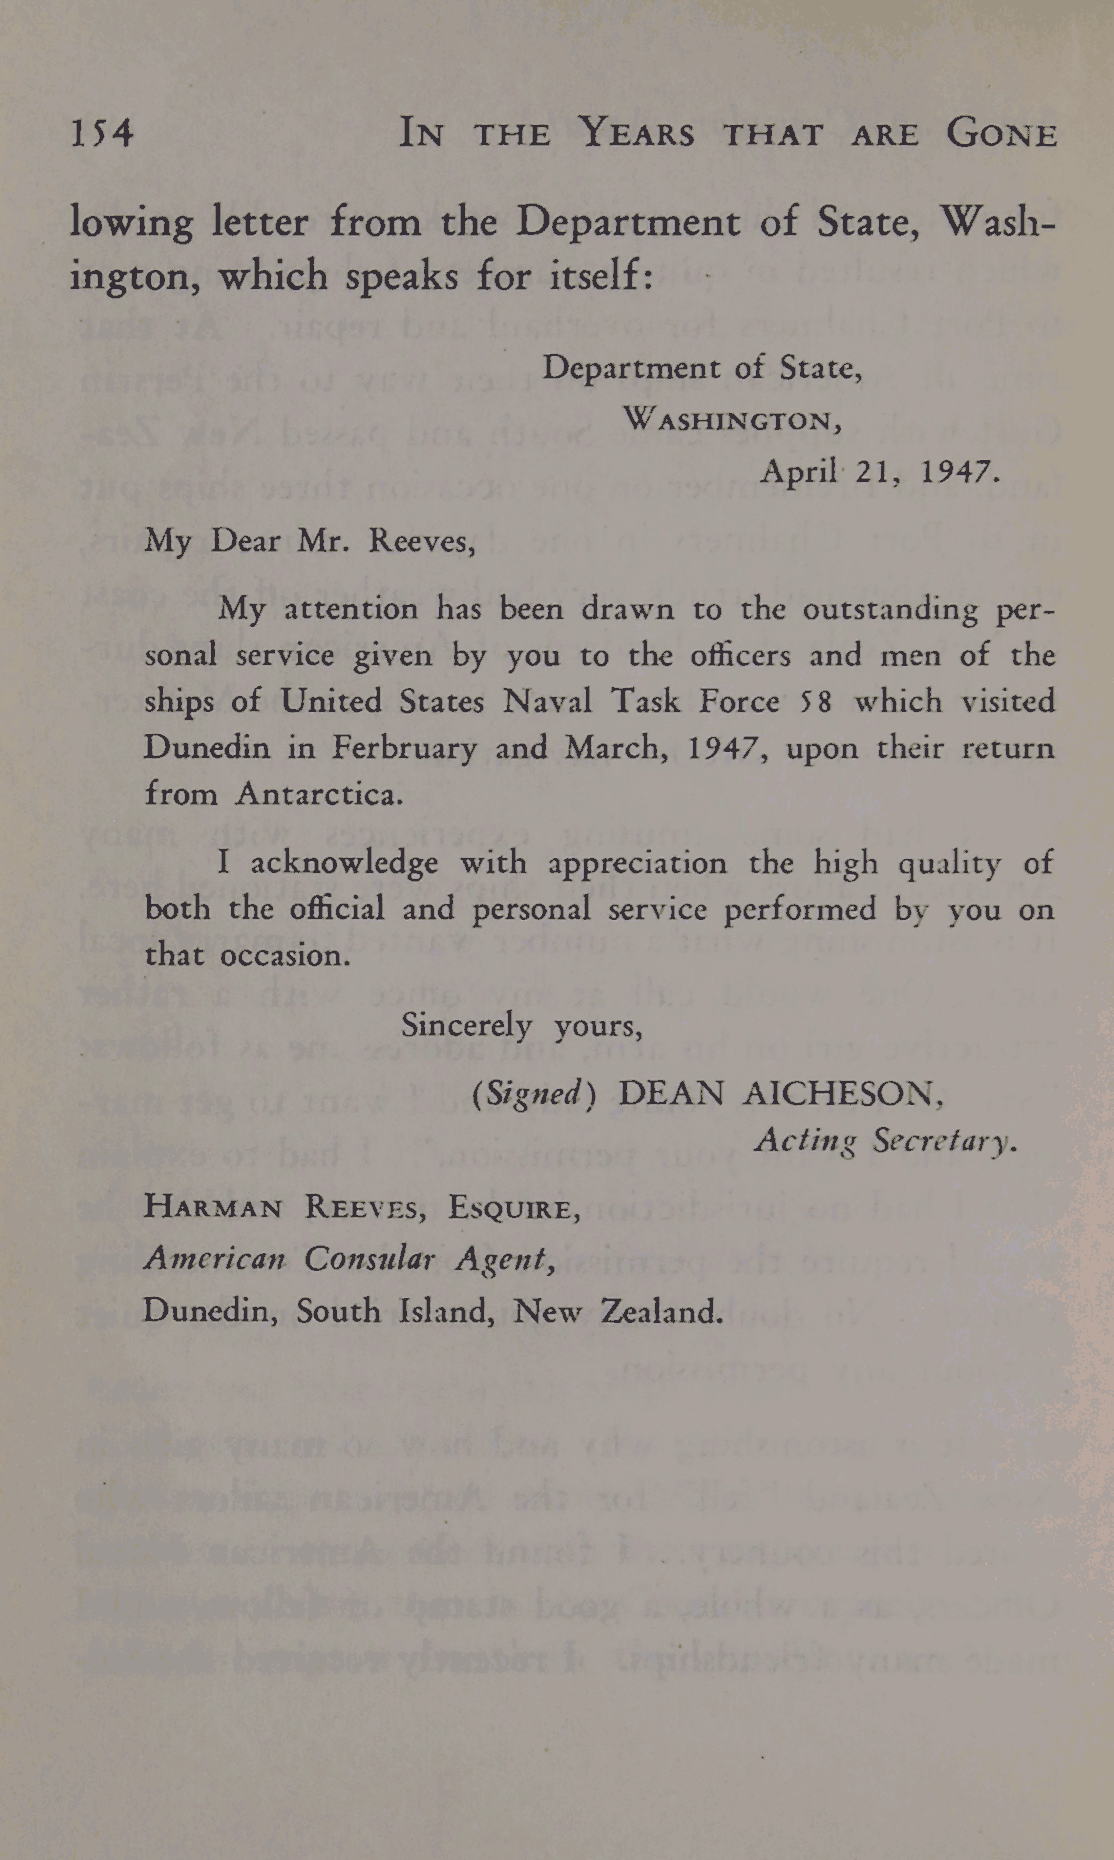 154 IN THE YEARS THAT ARE GONE
lowing letter from the Department of State, Wash-
ington, which speaks for itself:
Department of State,
WASHINGTON,
April 21, 1947.
My Dear Mr. Reeves,
My attention has been drawn to the outstanding per-
sonal service given by you to the officers and men of the
ships of United States Naval Task Force 58 which visited
Dunedin in Ferbruary and March, 1947, upon their return
from Antarctica.
I acknowledge with appreciation the high quality of
both the official and personal service performed by you on
that occasion.
Sincerely yours,
(Signed) DEAN AICHESON,
Acting Secretary.
HARMAN REEVES, ESQUIRE,
American Consular Agent,
Dunedin, South Island, New Zealand.